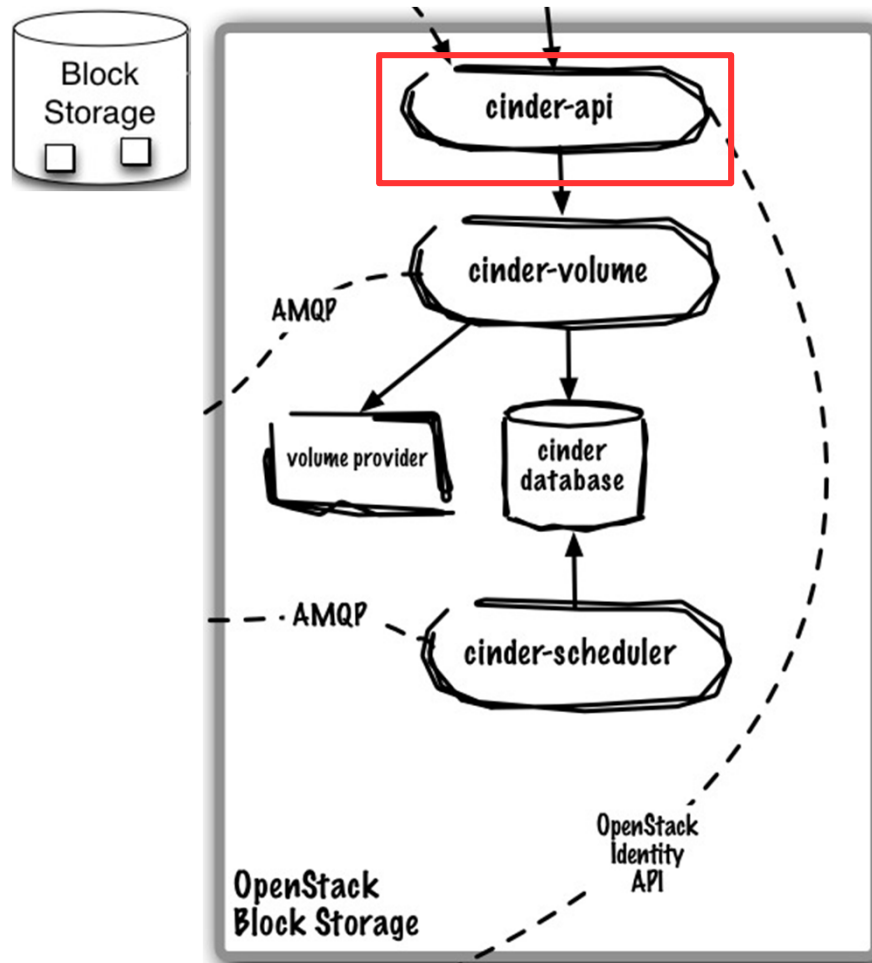 Block
Storage
cinder-api
cinder-volume
AMQP
volume provider
cinder
database
AMQP
cinder-scheduler
OpenStack
Identity
API
OpenStack
Block Storage